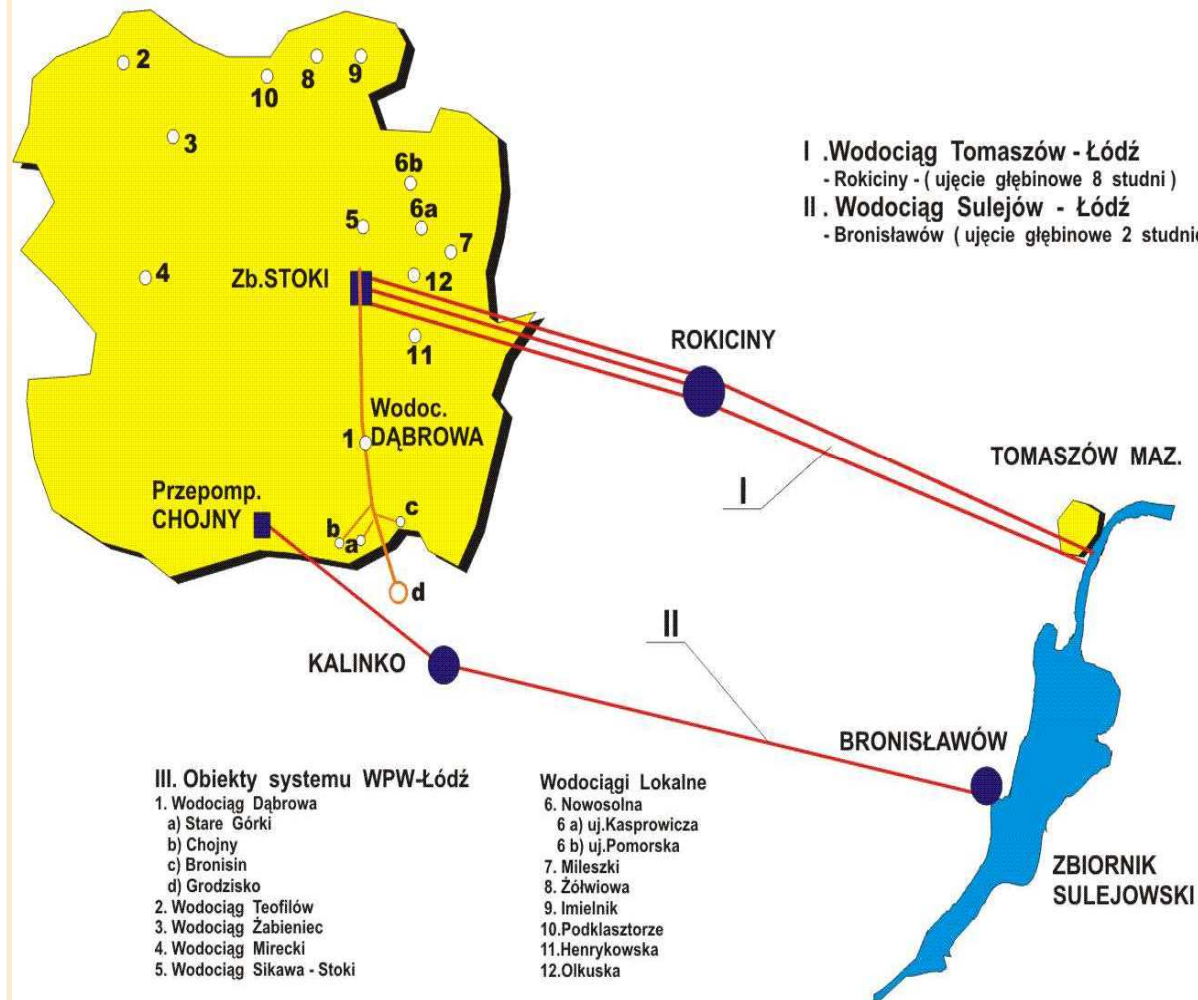 2
8
9
10
3
6b
6a
5
7
4
Zb.STOKI
12
11
I .Wodociąg Tomaszów - Łódź
- Rokiciny - ( ujęcie głębinowe 8 studni )
II . Wodociąg Sulejów - Łódź
- Bronisławów ( ujęcie głębinowe 2 studnie
ROKICINY
Wodoc.
DĄBROWA
1
TOMASZÓW MAZ.
I
Przepomp.
CHOJNY
c
b
a
d
II
KALINKO
BRONISŁAWÓW
ZBIORNIK
SULEJOWSKI
III. Obiekty systemu WPW-Łódź
1. Wodociąg Dąbrowa
a) Stare Górki
b) Chojny
c) Bronisin
d) Grodzisko
2. Wodociąg Teofilów
3. Wodociąg Żabieniec
4. Wodociąg Mirecki
5. Wodociąg Sikawa - Stoki
Wodociągi Lokalne
6. Nowosolna
6 a) uj.Kasprowicza
6 b) uj.Pomorska
7. Mileszki
8. Żółwiowa
9. Imielnik
10.Podklasztorze
11.Henrykowska
12.Olkuska